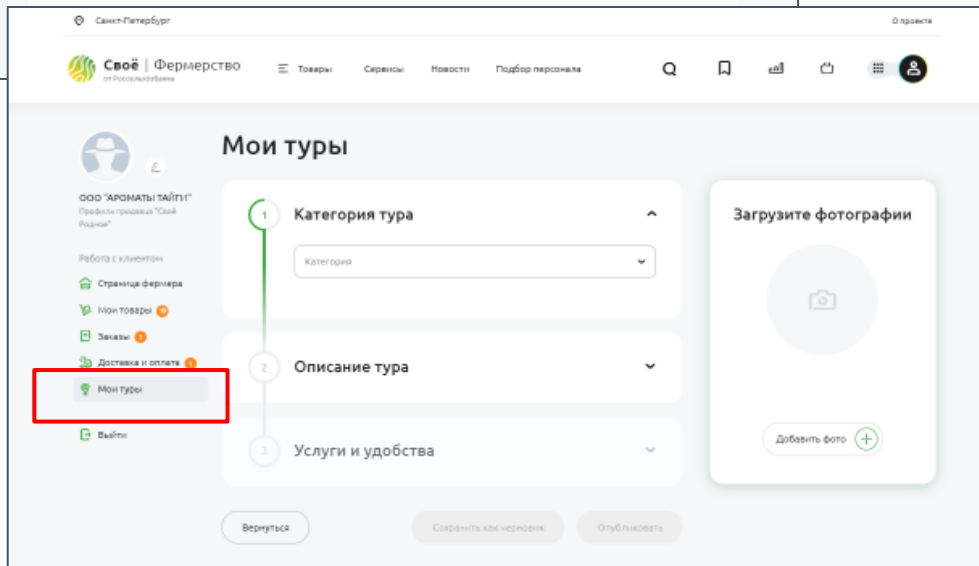 Санкт-Петербург
О проекте
Своё | Фермерство
от Россельхозбанка
Товары
Сервисы
Новости
Подбор персонала
Мои туры
ООО "АРОМАТЫ ТАЙГИ"
Профиль продавца "Своё
Родное"
Работа с клиентом
Страница фермера
Мои товары
Заказы 1
Доставка и оплата
Мои туры
Выйти
1
Категория тура
Категория
2
Описание тура
3
Услуги и удобства
Вернуться
Сохранить как черновик
Опубликовать
Загрузите фотографии
Добавить фото